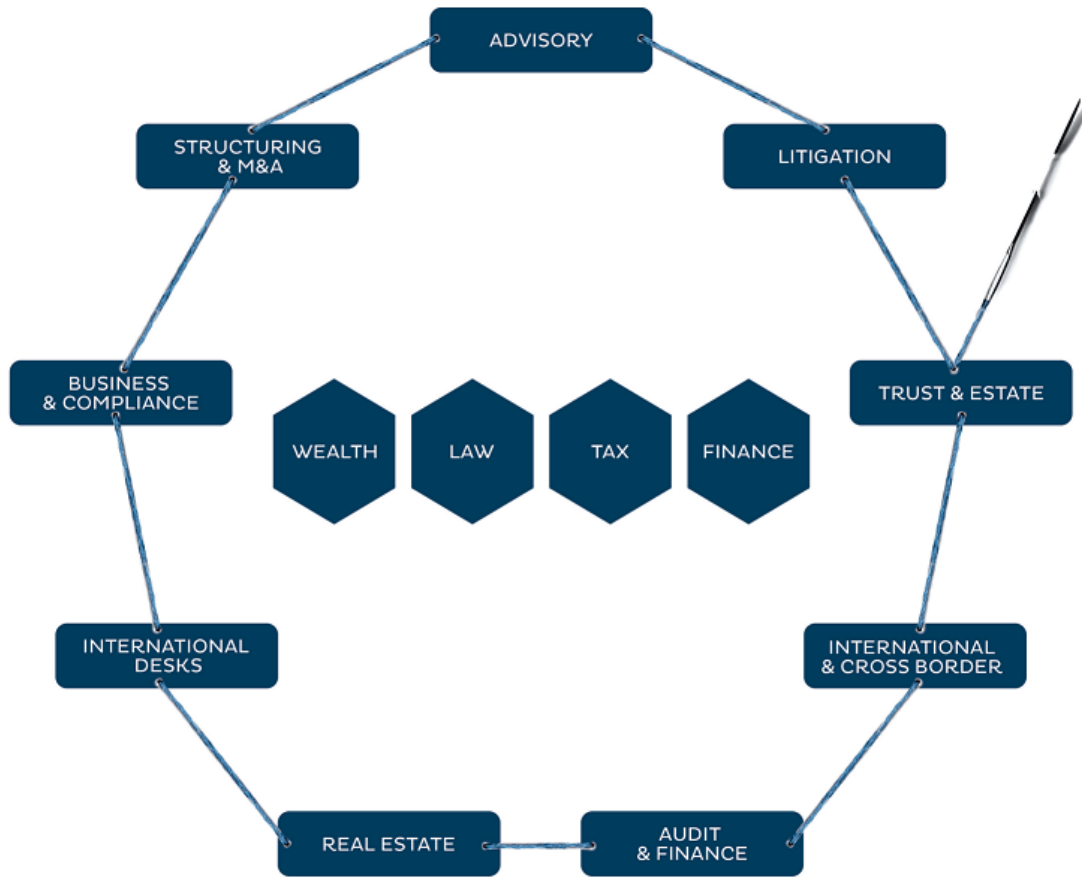 ADVISORY
STRUCTURING
& M&A
LITIGATION
BUSINESS
& COMPLIANCE
TRUST & ESTATE
WEALTH
LAW
TAX
FINANCE
INTERNATIONAL
DESKS
INTERNATIONAL
& CROSS BORDER
REAL ESTATE
AUDIT
& FINANCE